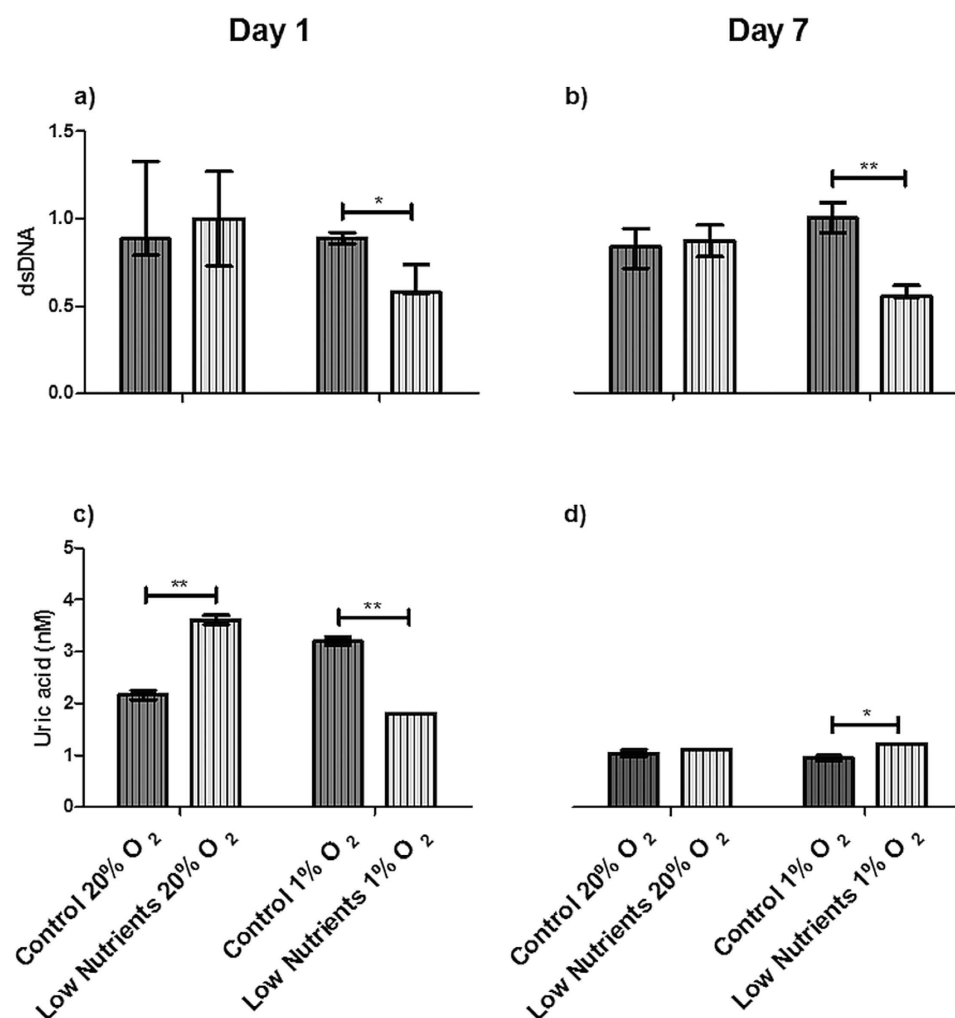 Day 1
Day 7
a)
b)
dsDNA
1.5
1.0
0.5
0.0
*
**
c)
d)
Uric acid (nM)
5
4
3
2
1
0
**
**
*
Control 20% O 2
Low Nutrients 20% O 2
Control 1% O 2
Low Nutrients 1% O 2
Control 20% O 2
Low Nutrients 20% O 2
Control 1% O 2
Low Nutrients 1% O 2